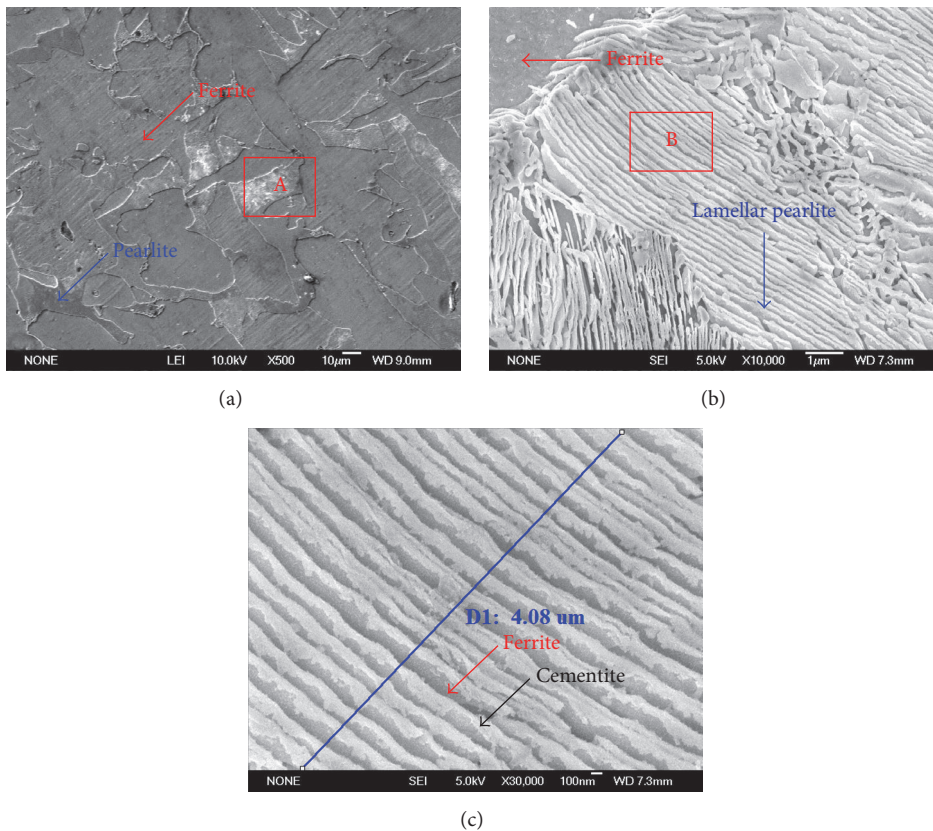 Ferrite
A
Pearlite
NONE LEI 10.0kV X500 10μm WD 9.0mm
(a)
Ferrite
B
Lamellar pearlite
NONE SEI 5.0kV X10,000 1μm WD 7.3mm
(b)
D1: 4.08 um
Ferrite
Cementite
NONE SEI 5.0kV X30,000 100nm WD 7.3mm
(c)